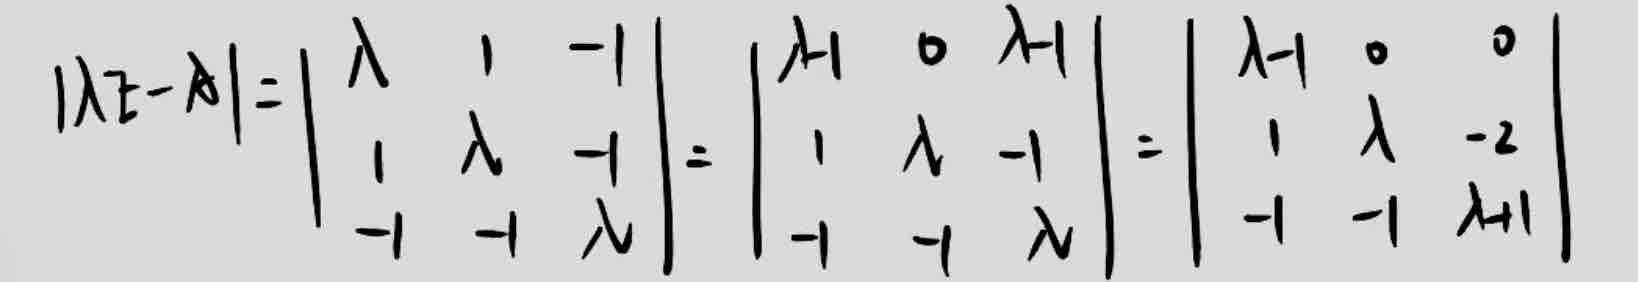 |λE-A| = | λ 1 -1 | = | λ-1 0 λ-1 | = | λ-1 0 0 |
| 1 λ -1 | | 1 λ -1 | | 1 λ -2 |
| -1 -1 λ | | -1 -1 λ | | -1 -1 λ+1 |